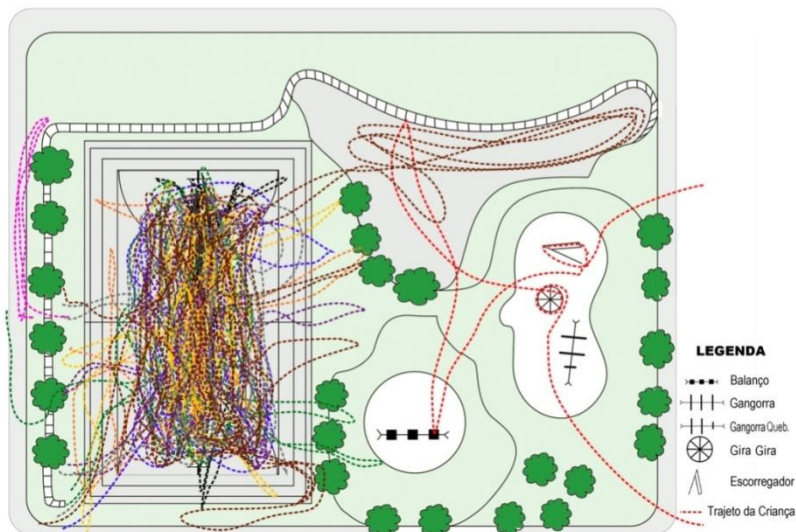 LEGENDA
Balanço
Gangorra
Gangorra Queb.
Gira Gira
Escorregador
Trajeto da Criança